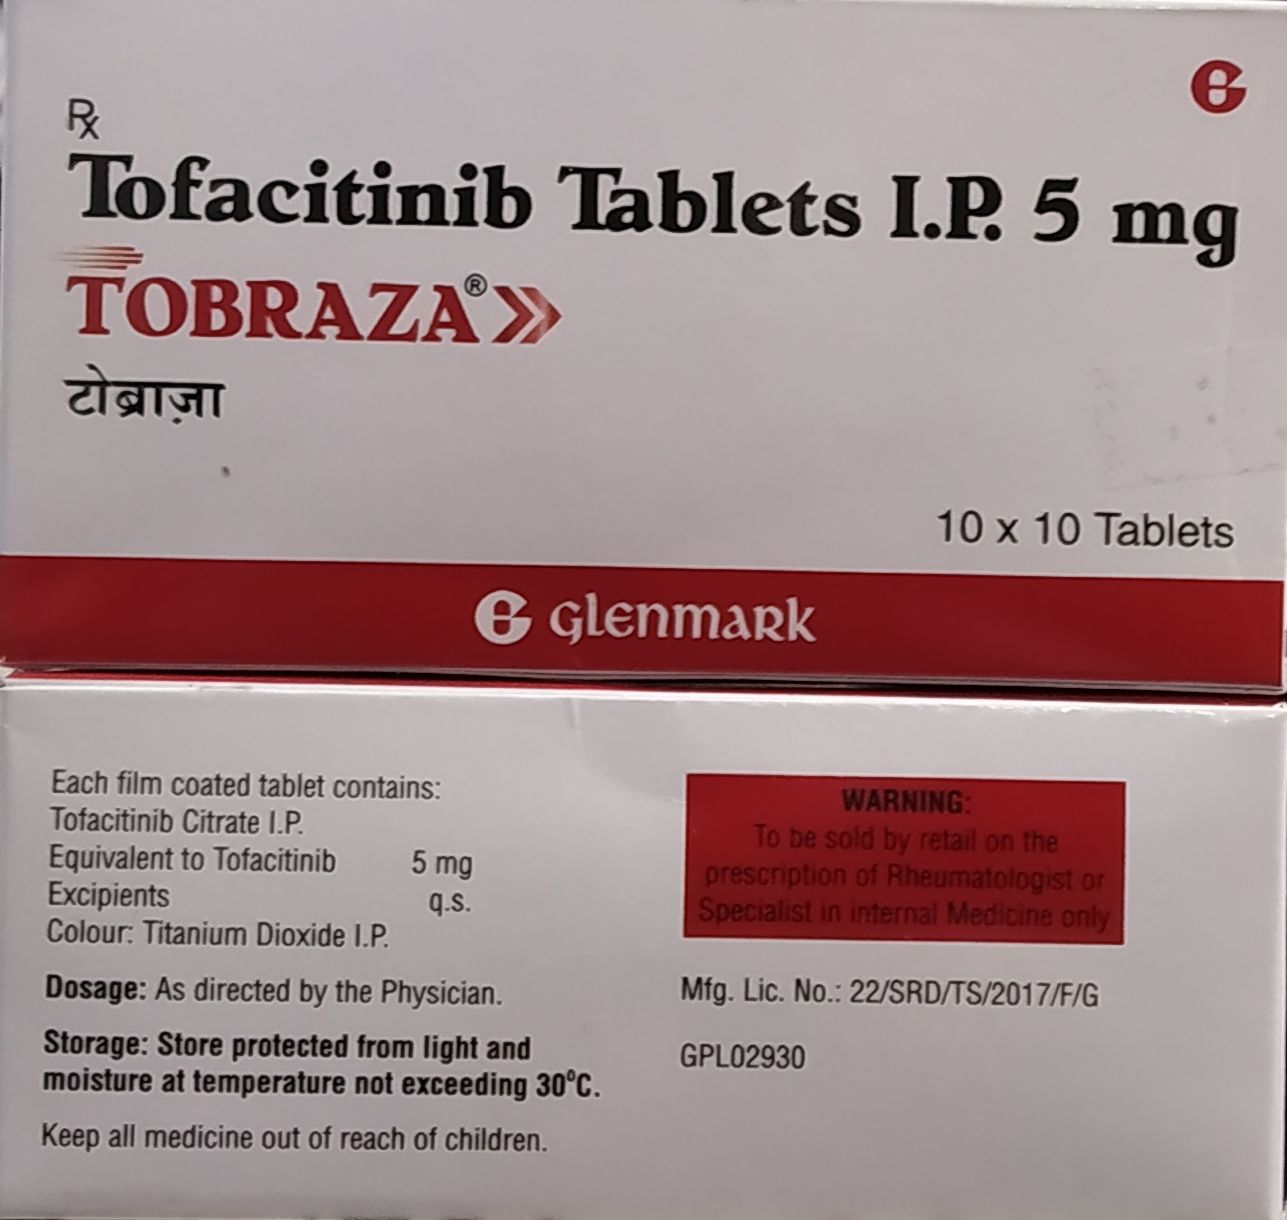 Rx
Tofacitinib Tablets I.P. 5 mg
TOBRAZA®
टोब्राज़ा
10 x 10 Tablets
glenmark
Each film coated tablet contains:
Tofacitinib Citrate I.P.
Equivalent to Tofacitinib 5 mg
Excipients q.s.
Colour: Titanium Dioxide I.P.
Dosage: As directed by the Physician.
Storage: Store protected from light and
moisture at temperature not exceeding 30°C.
Keep all medicine out of reach of children.
WARNING:
To be sold by retail on the
prescription of Rheumatologist or
Specialist in internal Medicine only
Mfg. Lic. No.: 22/SRD/TS/2017/F/G
GPL02930